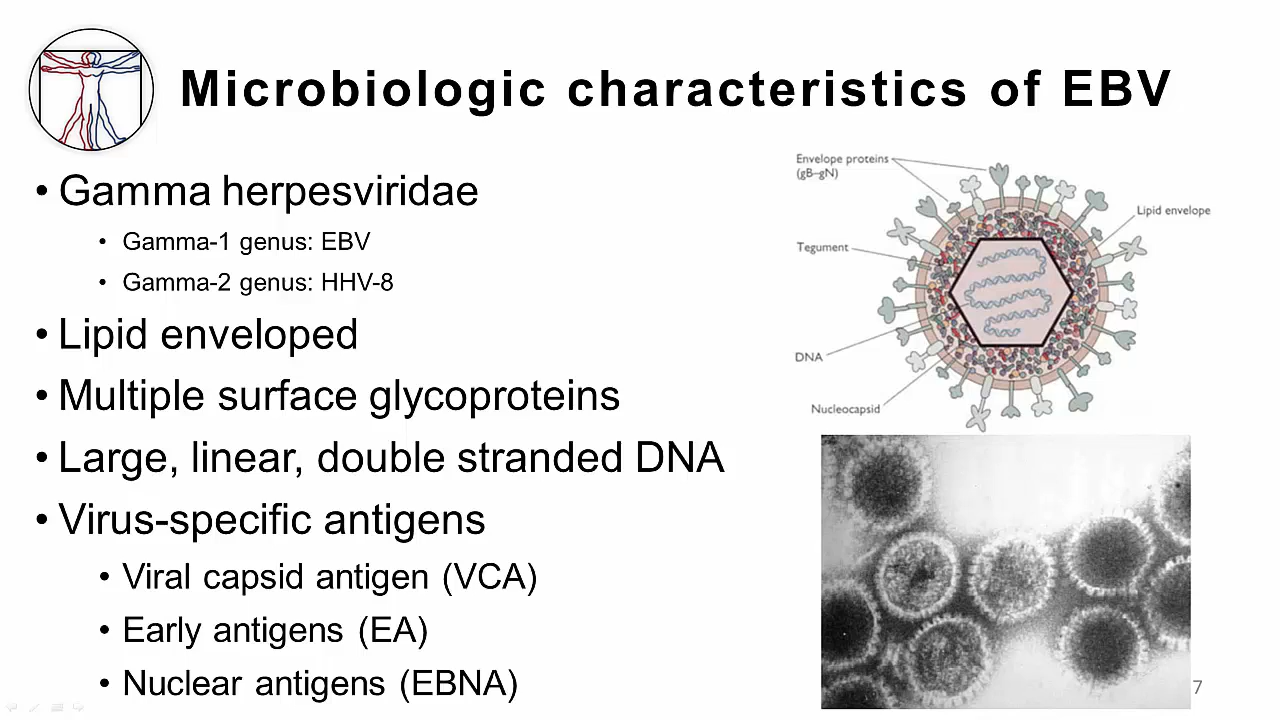 Microbiologic characteristics of EBV
• Gamma herpesviridae
• Gamma-1 genus: EBV
• Gamma-2 genus: HHV-8
• Lipid enveloped
• Multiple surface glycoproteins
• Large, linear, double stranded DNA
• Virus-specific antigens
• Viral capsid antigen (VCA)
• Early antigens (EA)
• Nuclear antigens (EBNA)
Envelope proteins
(gB–gN)
Lipid envelope
Tegument
DNA
Nucleocapsid
7